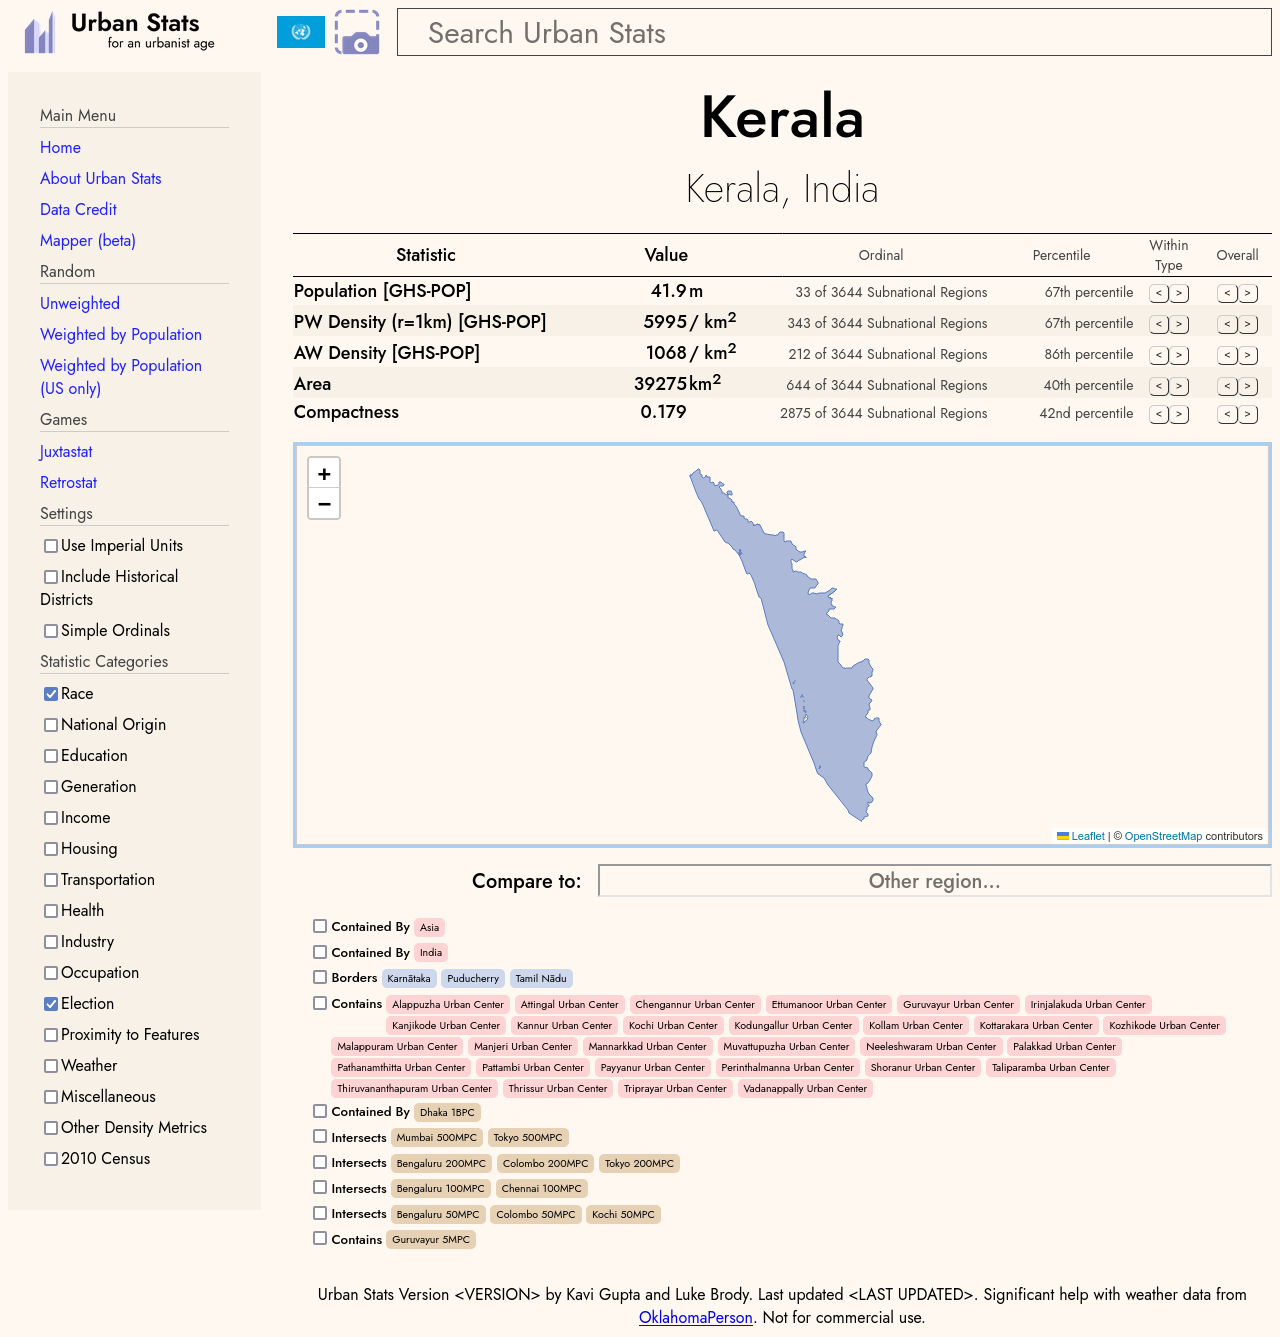 Urban Stats
for an urbanist age
Search Urban Stats
Main Menu
Home
About Urban Stats
Data Credit
Mapper (beta)
Random
Unweighted
Weighted by Population
Weighted by Population
(US only)
Games
Juxtastat
Retrostat
Settings
Use Imperial Units
Include Historical
Districts
Simple Ordinals
Statistic Categories
Race
National Origin
Education
Generation
Income
Housing
Transportation
Health
Industry
Occupation
Election
Proximity to Features
Weather
Miscellaneous
Other Density Metrics
2010 Census
Kerala
Kerala, India
Statistic Value Ordinal Percentile Within Type Overall
Population [GHS-POP] 41.9 m 33 of 3644 Subnational Regions 67th percentile < > < >
PW Density (r=1km) [GHS-POP] 5995 / km² 343 of 3644 Subnational Regions 67th percentile < > < >
AW Density [GHS-POP] 1068 / km² 212 of 3644 Subnational Regions 86th percentile < > < >
Area 39275 km² 644 of 3644 Subnational Regions 40th percentile < > < >
Compactness 0.179 2875 of 3644 Subnational Regions 42nd percentile < > < >
+
−
Leaflet | © OpenStreetMap contributors
Compare to: Other region...
Contained By Asia
Contained By India
Borders Karnātaka Puducherry Tamil Nādu
Contains Alappuzha Urban Center Attingal Urban Center Chengannur Urban Center Ettumanoor Urban Center Guruvayur Urban Center Irinjalakuda Urban Center
Kanjikode Urban Center Kannur Urban Center Kochi Urban Center Kodungallur Urban Center Kollam Urban Center Kottarakara Urban Center Kozhikode Urban Center
Malappuram Urban Center Manjeri Urban Center Mannarkkad Urban Center Muvattupuzha Urban Center Neeleshwaram Urban Center Palakkad Urban Center
Pathanamthitta Urban Center Pattambi Urban Center Payyanur Urban Center Perinthalmanna Urban Center Shoranur Urban Center Taliparamba Urban Center
Thiruvananthapuram Urban Center Thrissur Urban Center Triprayar Urban Center Vadanappally Urban Center
Contained By Dhaka 1BPC
Intersects Mumbai 500MPC Tokyo 500MPC
Intersects Bengaluru 200MPC Colombo 200MPC Tokyo 200MPC
Intersects Bengaluru 100MPC Chennai 100MPC
Intersects Bengaluru 50MPC Colombo 50MPC Kochi 50MPC
Contains Guruvayur 5MPC
Urban Stats Version <VERSION> by Kavi Gupta and Luke Brody. Last updated <LAST UPDATED>. Significant help with weather data from
OklahomaPerson. Not for commercial use.